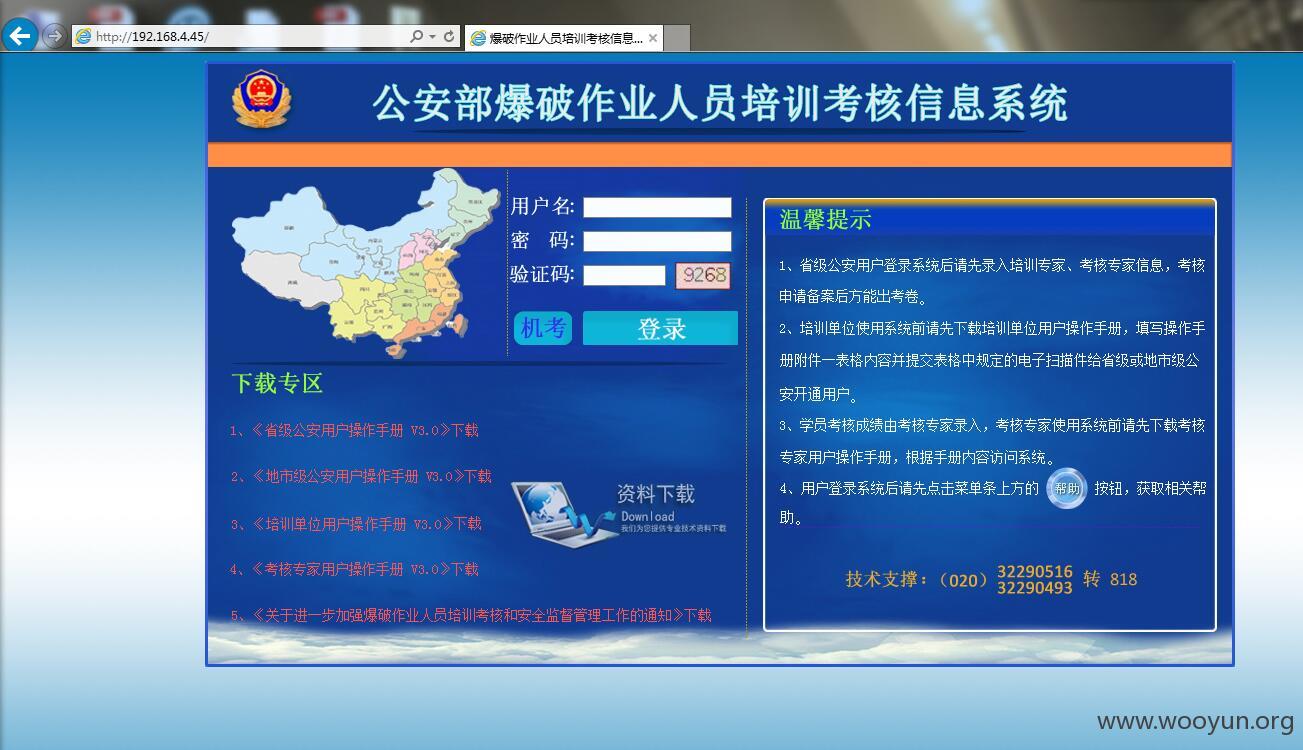 http://192.168.4.45/
爆破作业人员培训考核信息...
公安部爆破作业人员培训考核信息系统
用户名:
密 码:
验证码:
9268
机考
登录
下载专区
1、《省级公安用户操作手册 V3.0》下载
2、《地市级公安用户操作手册 V3.0》下载
3、《培训单位用户操作手册 V3.0》下载
4、《考核专家用户操作手册 V3.0》下载
5、《关于进一步加强爆破作业人员培训考核和安全监督管理工作的通知》下载
资料下载
Download
我们为您提供专业技术资料下载
温馨提示
1、省级公安用户登录系统后请先录入培训专家、考核专家信息，考核
申请备案后方能出考卷。
2、培训单位使用系统前请先下载培训单位用户操作手册，填写操作手
册附件一表格内容并提交表格中规定的电子扫描件给省级或地市级公
安开通用户。
3、学员考核成绩由考核专家录入，考核专家使用系统前请先下载考核
专家用户操作手册，根据手册内容访问系统。
4、用户登录系统后请先点击菜单条上方的 帮助 按钮，获取相关帮
助。
技术支撑：（020）32290516 转 818
32290493
www.wooyun.org